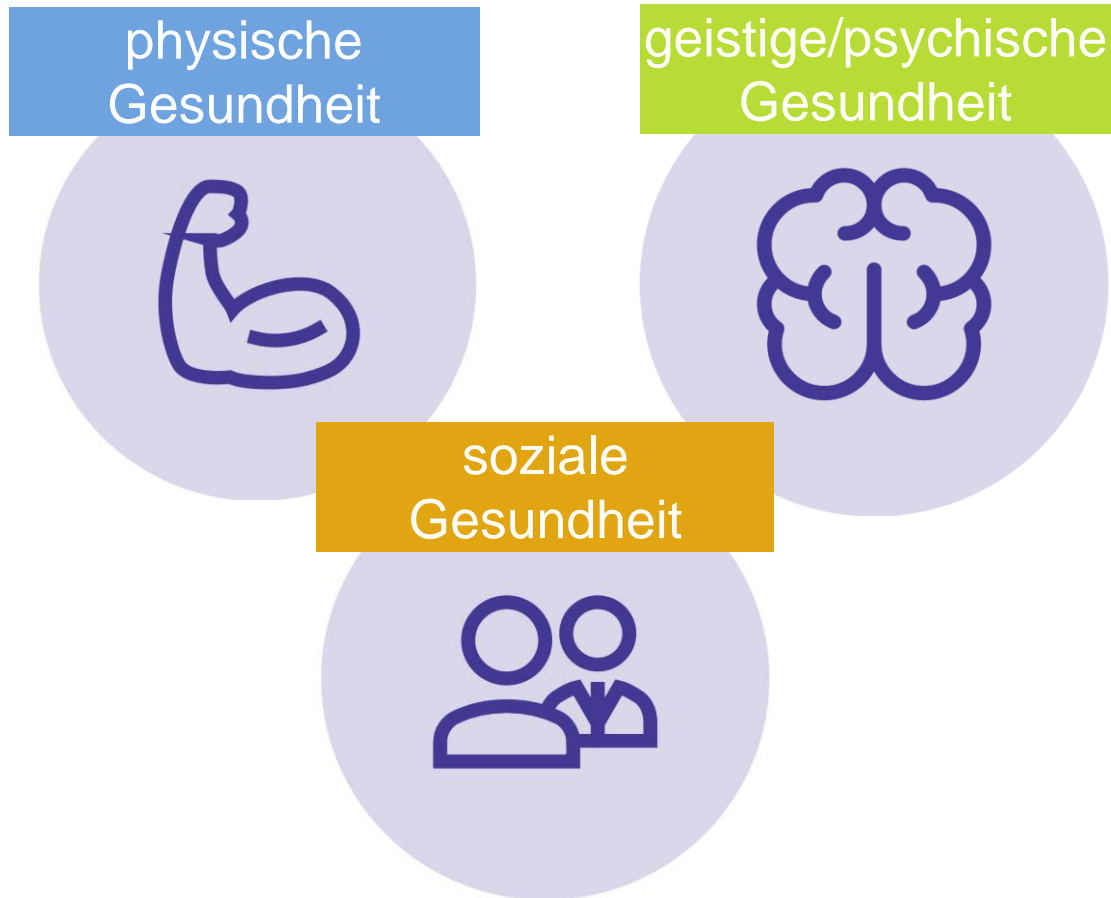 physische
Gesundheit
geistige/psychische
Gesundheit
soziale
Gesundheit